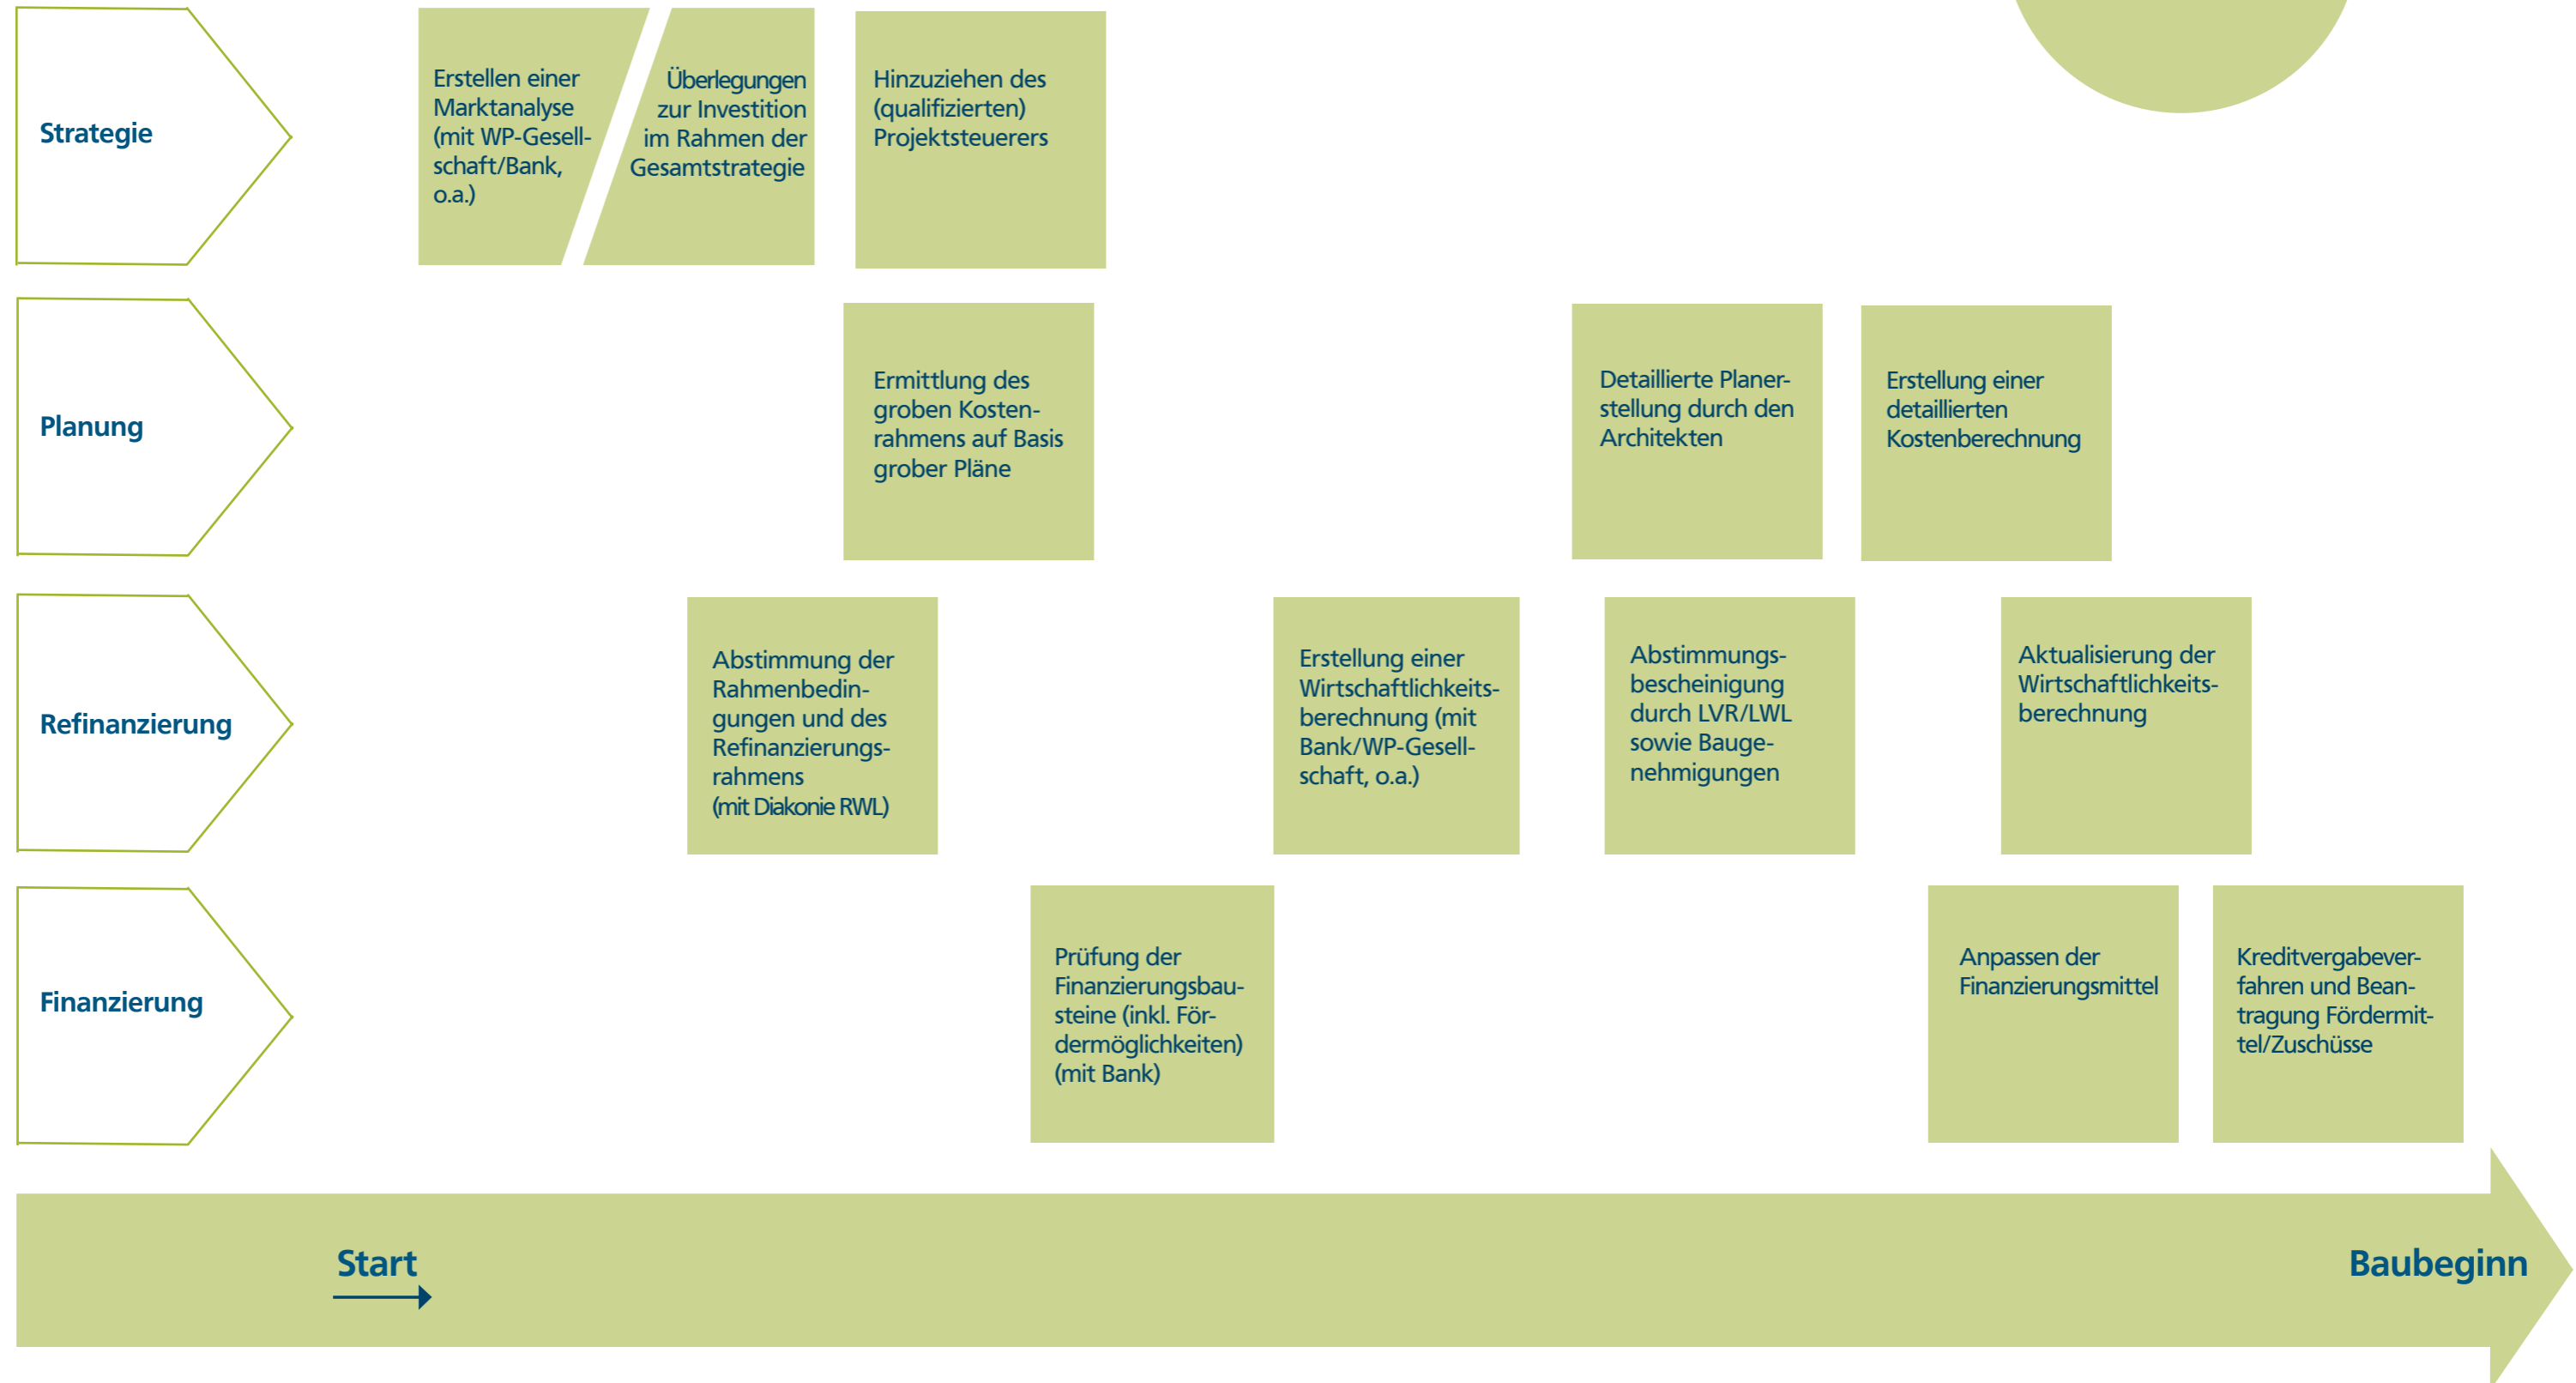 Strategie
Erstellen einer
Marktanalyse
(mit WP-Gesell-
schaft/Bank,
o.a.)
Überlegungen
zur Investition
im Rahmen der
Gesamtstrategie
Hinzuziehen des
(qualifizierten)
Projektsteuerers
Planung
Ermittlung des
groben Kosten-
rahmens auf Basis
grober Pläne
Detaillierte Planer-
stellung durch den
Architekten
Erstellung einer
detaillierten
Kostenberechnung
Refinanzierung
Abstimmung der
Rahmenbedin-
gungen und des
Refinanzierungs-
rahmens
(mit Diakonie RWL)
Erstellung einer
Wirtschaftlichkeits-
berechnung (mit
Bank/WP-Gesell-
schaft, o.a.)
Abstimmungs-
bescheinigung
durch LVR/LWL
sowie Bauge-
nehmigungen
Aktualisierung der
Wirtschaftlichkeits-
berechnung
Finanzierung
Prüfung der
Finanzierungsbau-
steine (inkl. För-
dermöglichkeiten)
(mit Bank)
Anpassen der
Finanzierungsmittel
Kreditvergabever-
fahren und Bean-
tragung Fördermit-
tel/Zuschüsse
Start
Baubeginn